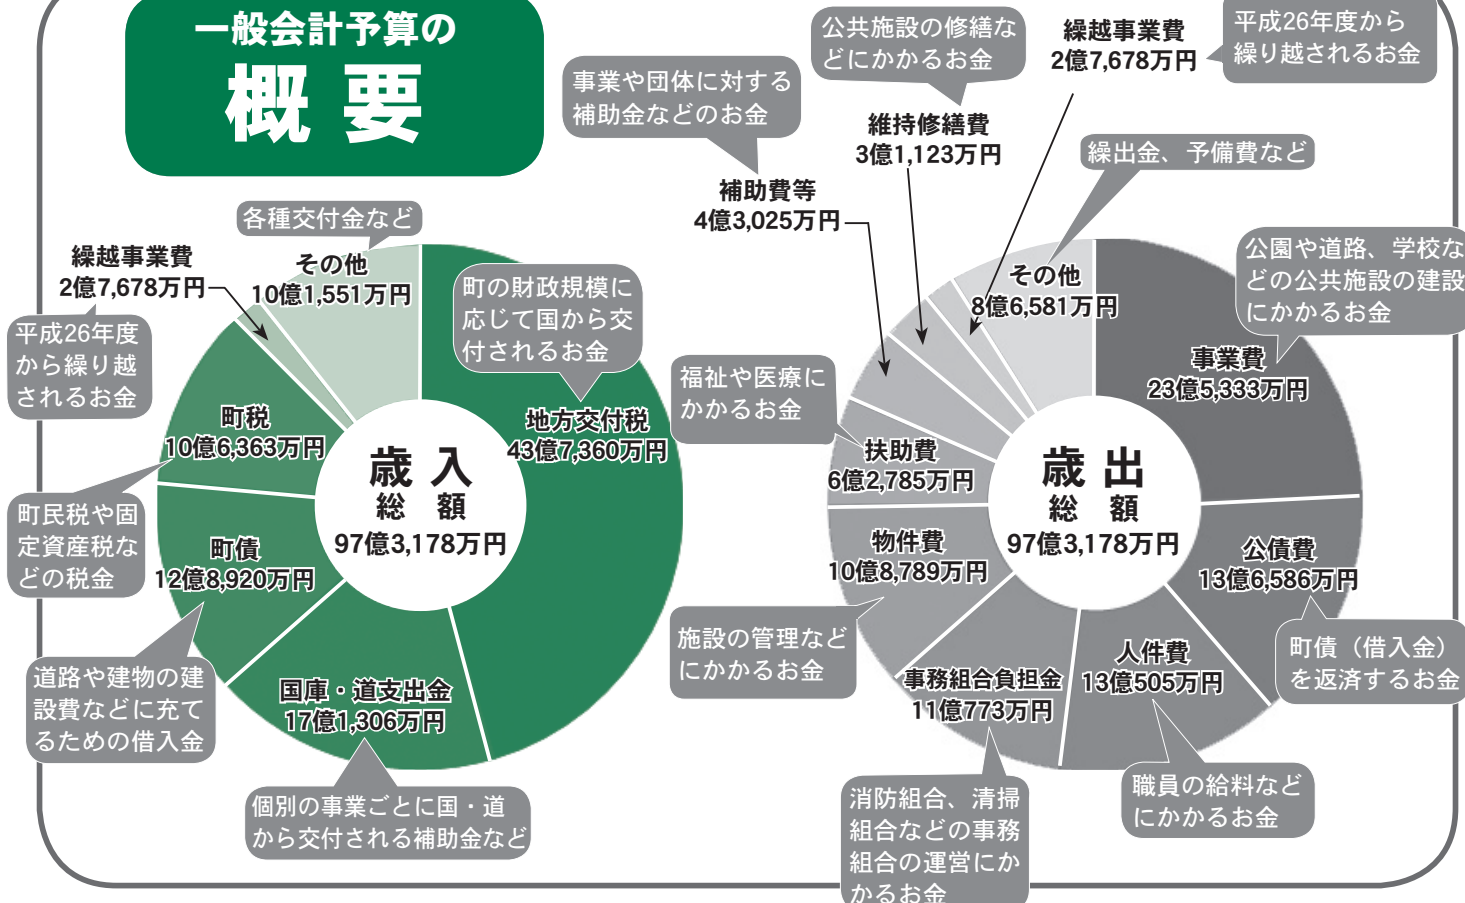 一般会計予算の
概要
各種交付金など
その他
10億1,551万円
繰越事業費
2億7,678万円
平成26年度
から繰り越
されるお金
町の財政規模に
応じて国から交
付されるお金
地方交付税
43億7,360万円
町税
10億6,363万円
町民税や固
定資産税な
どの税金
歳入
総額
97億3,178万円
町債
12億8,920万円
道路や建物の建
設費などに充て
るための借入金
国庫・道支出金
17億1,306万円
個別の事業ごとに国・道
から交付される補助金など
公共施設の修繕な
どにかかるお金
維持修繕費
3億1,123万円
繰越事業費
2億7,678万円
平成26年度から
繰り越されるお金
事業や団体に対する
補助金などのお金
補助費等
4億3,025万円
繰出金、予備費など
その他
8億6,581万円
公園や道路、学校な
どの公共施設の建設
にかかるお金
事業費
23億5,333万円
福祉や医療に
かかるお金
扶助費
6億2,785万円
歳出
総額
97億3,178万円
物件費
10億8,789万円
施設の管理など
にかかるお金
公債費
13億6,586万円
町債（借入金）
を返済するお金
人件費
13億505万円
職員の給料など
にかかるお金
事務組合負担金
11億773万円
消防組合、清掃
組合などの事務
組合の運営にか
かるお金